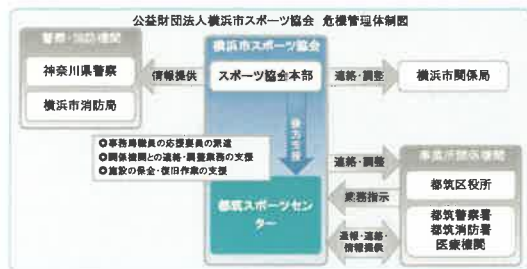 公益財団法人横浜市スポーツ協会 危機管理体制図
警察・消防機関
神奈川県警察
横浜市消防局
情報提供
横浜市スポーツ協会
スポーツ協会本部
連絡・調整
横浜市関係局
後方支援
◎事務局職員の応援要員の派遣
◎関係機関との連絡・調整業務の支援
◎施設の保全・復旧作業の支援
都筑スポーツセン
ター
連絡・調整
業務指示
通報・連絡・
情報提供
都筑区役所
都筑警察署
都筑消防署
医療機関